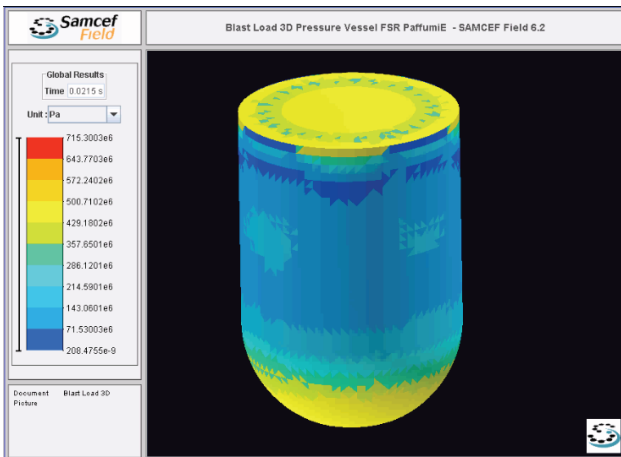 Samcef
Field
Blast Load 3D Pressure Vessel FSR PaffumiE - SAMCEF Field 6.2
Global Results
Time 0.0215 s
Unit : Pa
715.3003e6
643.7703e6
572.2402e6
500.7102e6
429.1802e6
357.6501e6
286.1201e6
214.5901e6
143.0601e6
71.53003e6
208.4755e-9
Document Blast Load 3D
Picture